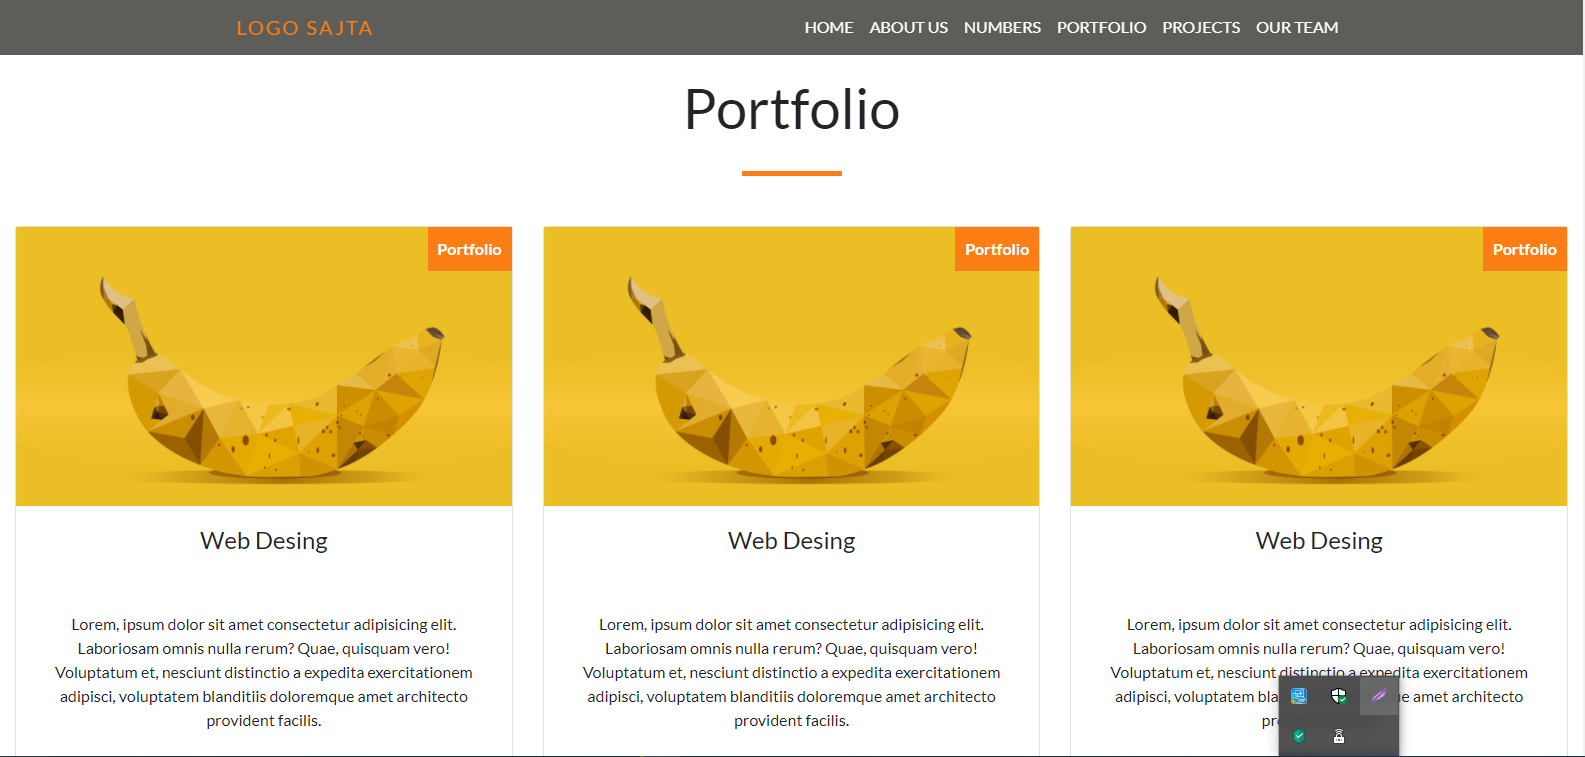 LOGO SAJTA
HOME ABOUT US NUMBERS PORTFOLIO PROJECTS OUR TEAM
Portfolio
Portfolio
Web Desing
Lorem, ipsum dolor sit amet consectetur adipisicing elit.
Laboriosam omnis nulla rerum? Quae, quisquam vero!
Voluptatum et, nesciunt distinctio a expedita exercitationem
adipisci, voluptatem blanditiis doloremque amet architecto
provident facilis.
Portfolio
Web Desing
Lorem, ipsum dolor sit amet consectetur adipisicing elit.
Laboriosam omnis nulla rerum? Quae, quisquam vero!
Voluptatum et, nesciunt distinctio a expedita exercitationem
adipisci, voluptatem blanditiis doloremque amet architecto
provident facilis.
Portfolio
Web Desing
Lorem, ipsum dolor sit amet consectetur adipisicing elit.
Laboriosam omnis nulla rerum? Quae, quisquam vero!
Voluptatum et, nesciunt distinctio a expedita exercitationem
adipisci, voluptatem amet architecto